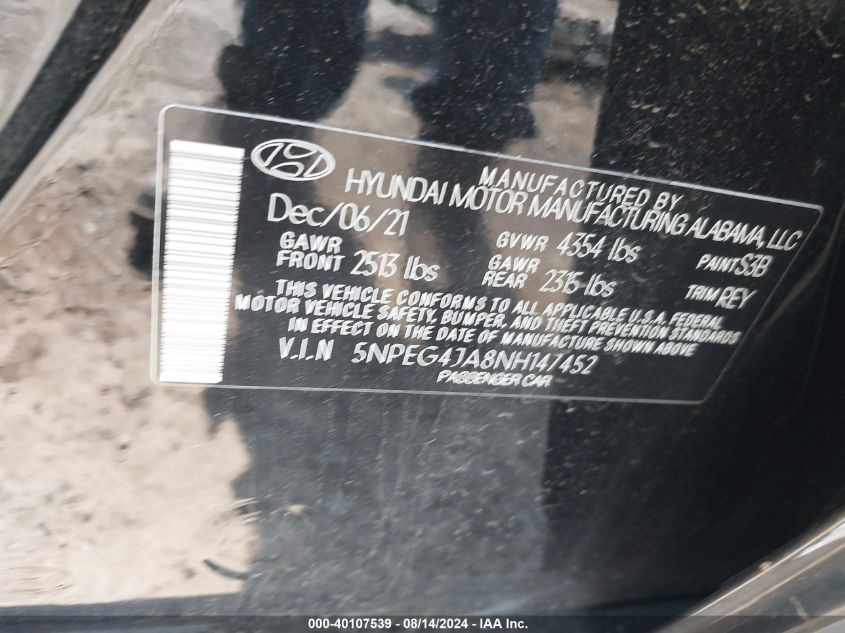 MANUFACTURED BY
HYUNDAI MOTOR MANUFACTURING ALABAMA, LLC
Dec/06/21
GVWR 4354 lbs
PAINT S3B
GAWR FRONT 2513 lbs
GAWR REAR 2315 lbs
TRIM REY
THIS VEHICLE CONFORMS TO ALL APPLICABLE U.S.A. FEDERAL
MOTOR VEHICLE SAFETY, BUMPER, AND THEFT PREVENTION STANDARDS
IN EFFECT ON THE DATE OF MANUFACTURE SHOWN ABOVE
V.I.N 5NPEG4JA8NH147452
PASSENGER CAR
000-40107539 - 08/14/2024 - IAA Inc.